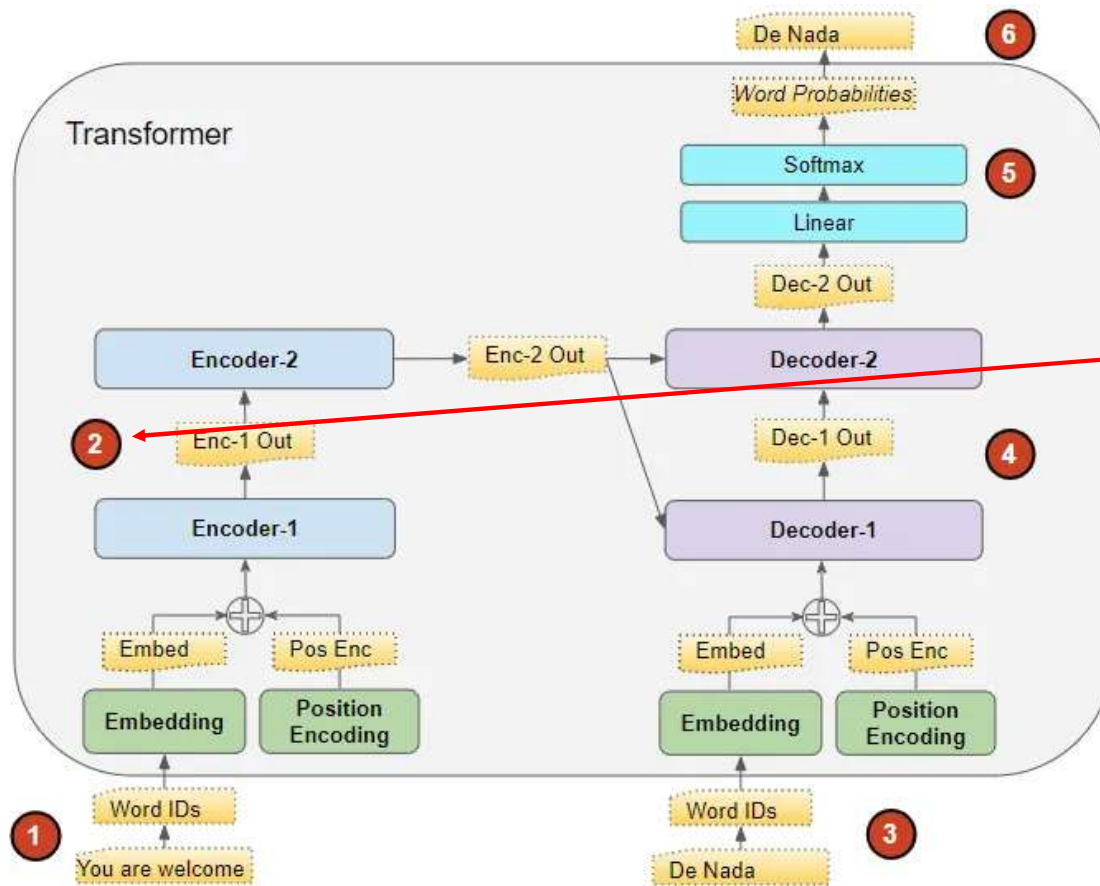 De Nada
6
Word Probabilities
Transformer
Softmax
5
Linear
Dec-2 Out
Encoder-2
Enc-2 Out
Decoder-2
2
Enc-1 Out
Dec-1 Out
4
Encoder-1
Decoder-1
Embed
Pos Enc
Embed
Pos Enc
Embedding
Position
Encoding
Embedding
Position
Encoding
1
Word IDs
Word IDs
3
You are welcome
De Nada